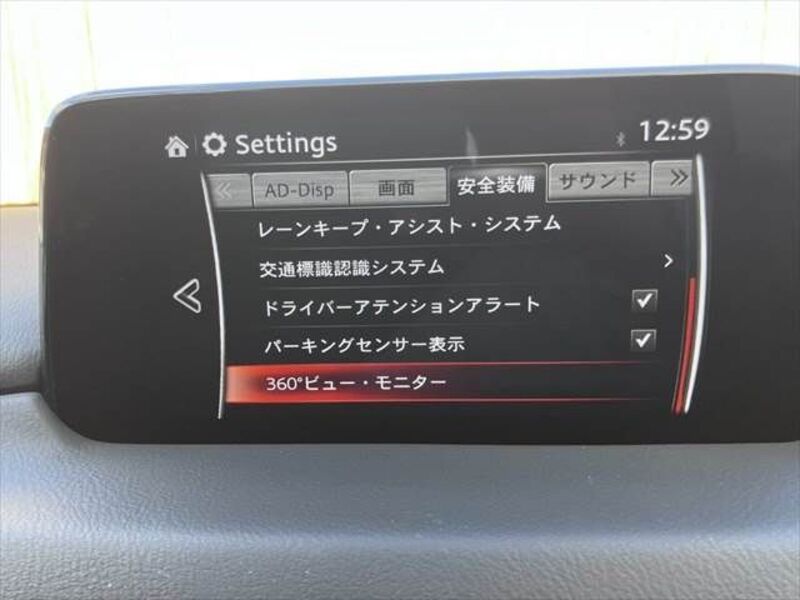 Settings 12:59
AD-Disp 画面 安全装備 サウンド
レーンキープ・アシスト・システム
交通標識認識システム
ドライバーアテンションアラート
パーキングセンサー表示
360°ビュー・モニター